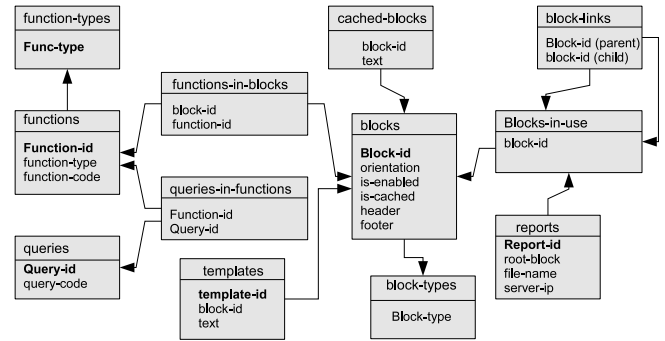 function-types
Func-type
cached-blocks
block-id
text
block-links
Block-id (parent)
block-id (child)
functions-in-blocks
block-id
function-id
functions
Function-id
function-type
function-code
blocks
Block-id
orientation
is-enabled
is-cached
header
footer
Blocks-in-use
block-id
queries-in-functions
Function-id
Query-id
queries
Query-id
query-code
templates
template-id
block-id
text
block-types
Block-type
reports
Report-id
root-block
file-name
server-ip